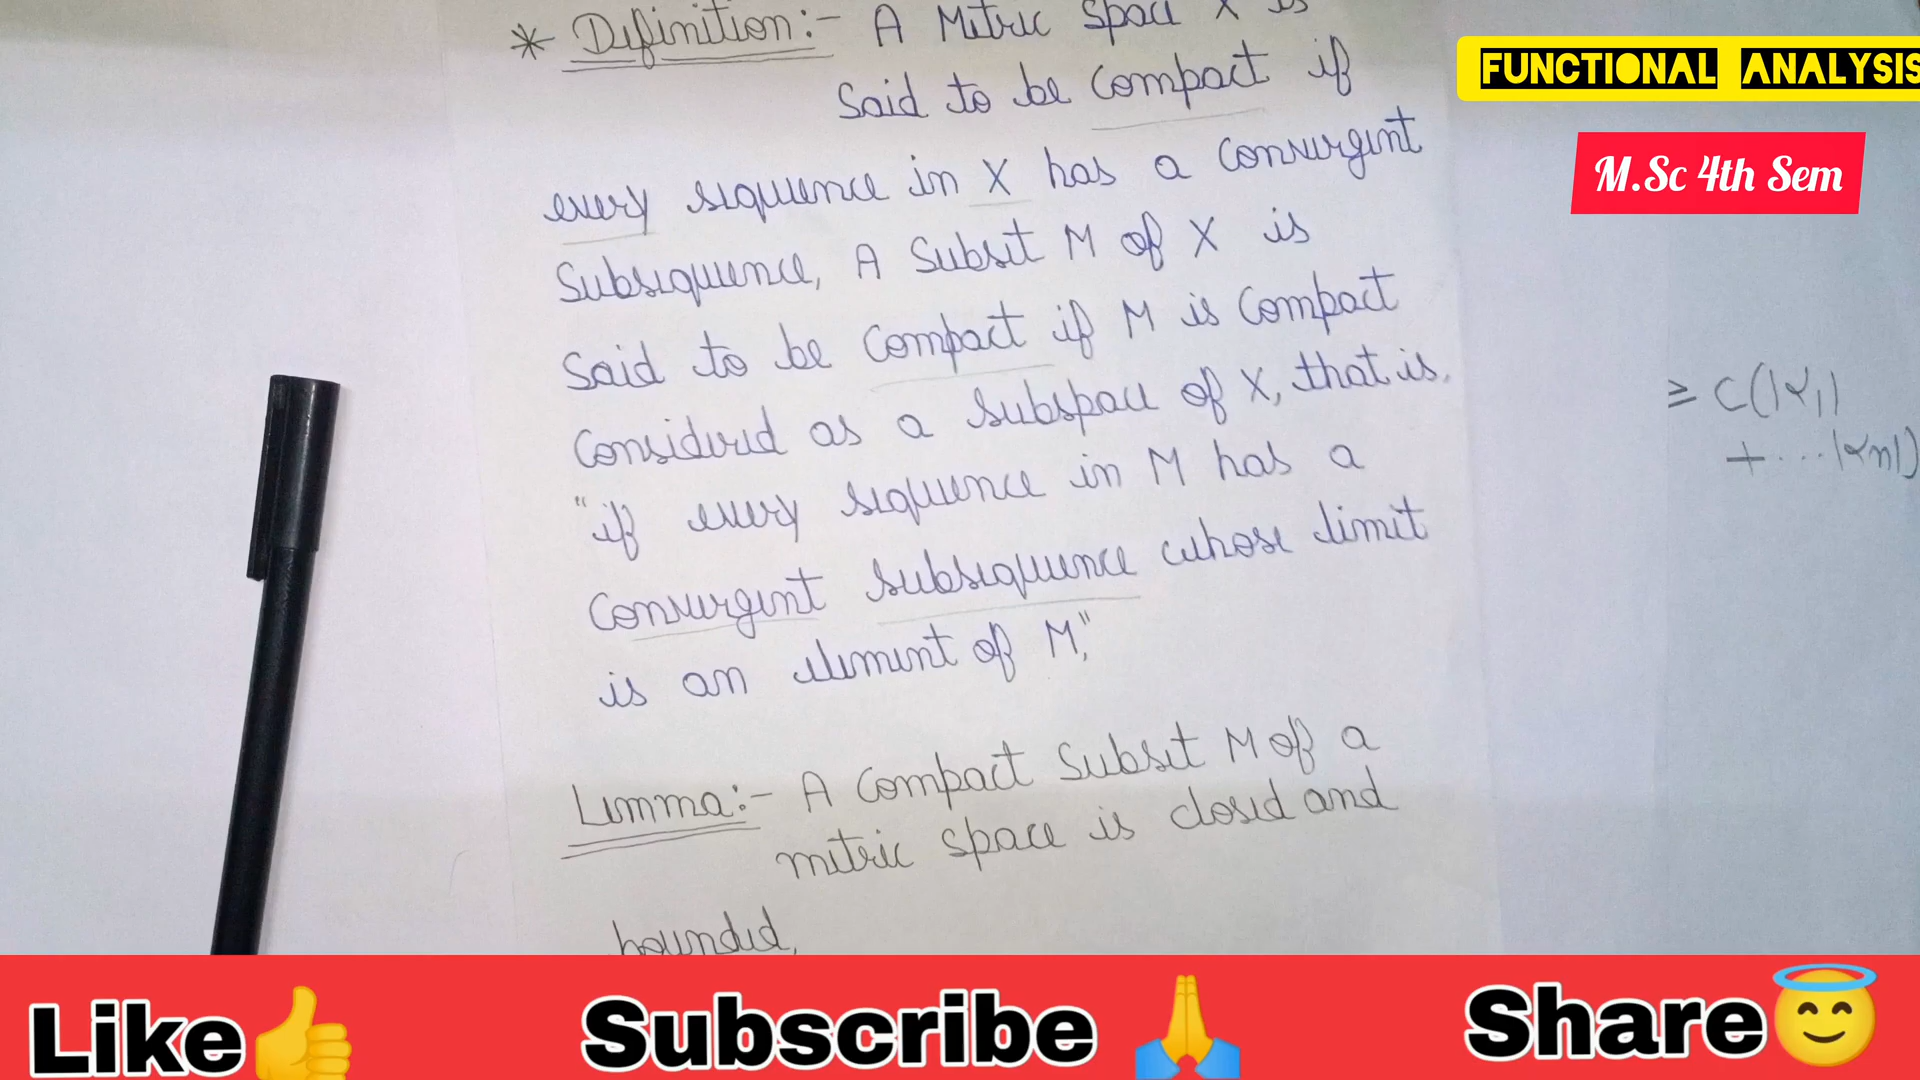 * Definition:- A Metric space X is
Said to be Compact if
every sequence in X has a Convergent
Subsequence, A Subset M of X is
Said to be Compact if M is Compact
Considered as a Subspace of X, that is,
"if every sequence in M has a
Convergent subsequence whose limit
is an element of M,"
Lemma:- A Compact Subset M of a
metric space is closed and
bounded,
≥ C(|α1|
+ ...|αn|)
FUNCTIONAL ANALYSIS
M.Sc 4th Sem
Like👍 Subscribe 🙏 Share😇